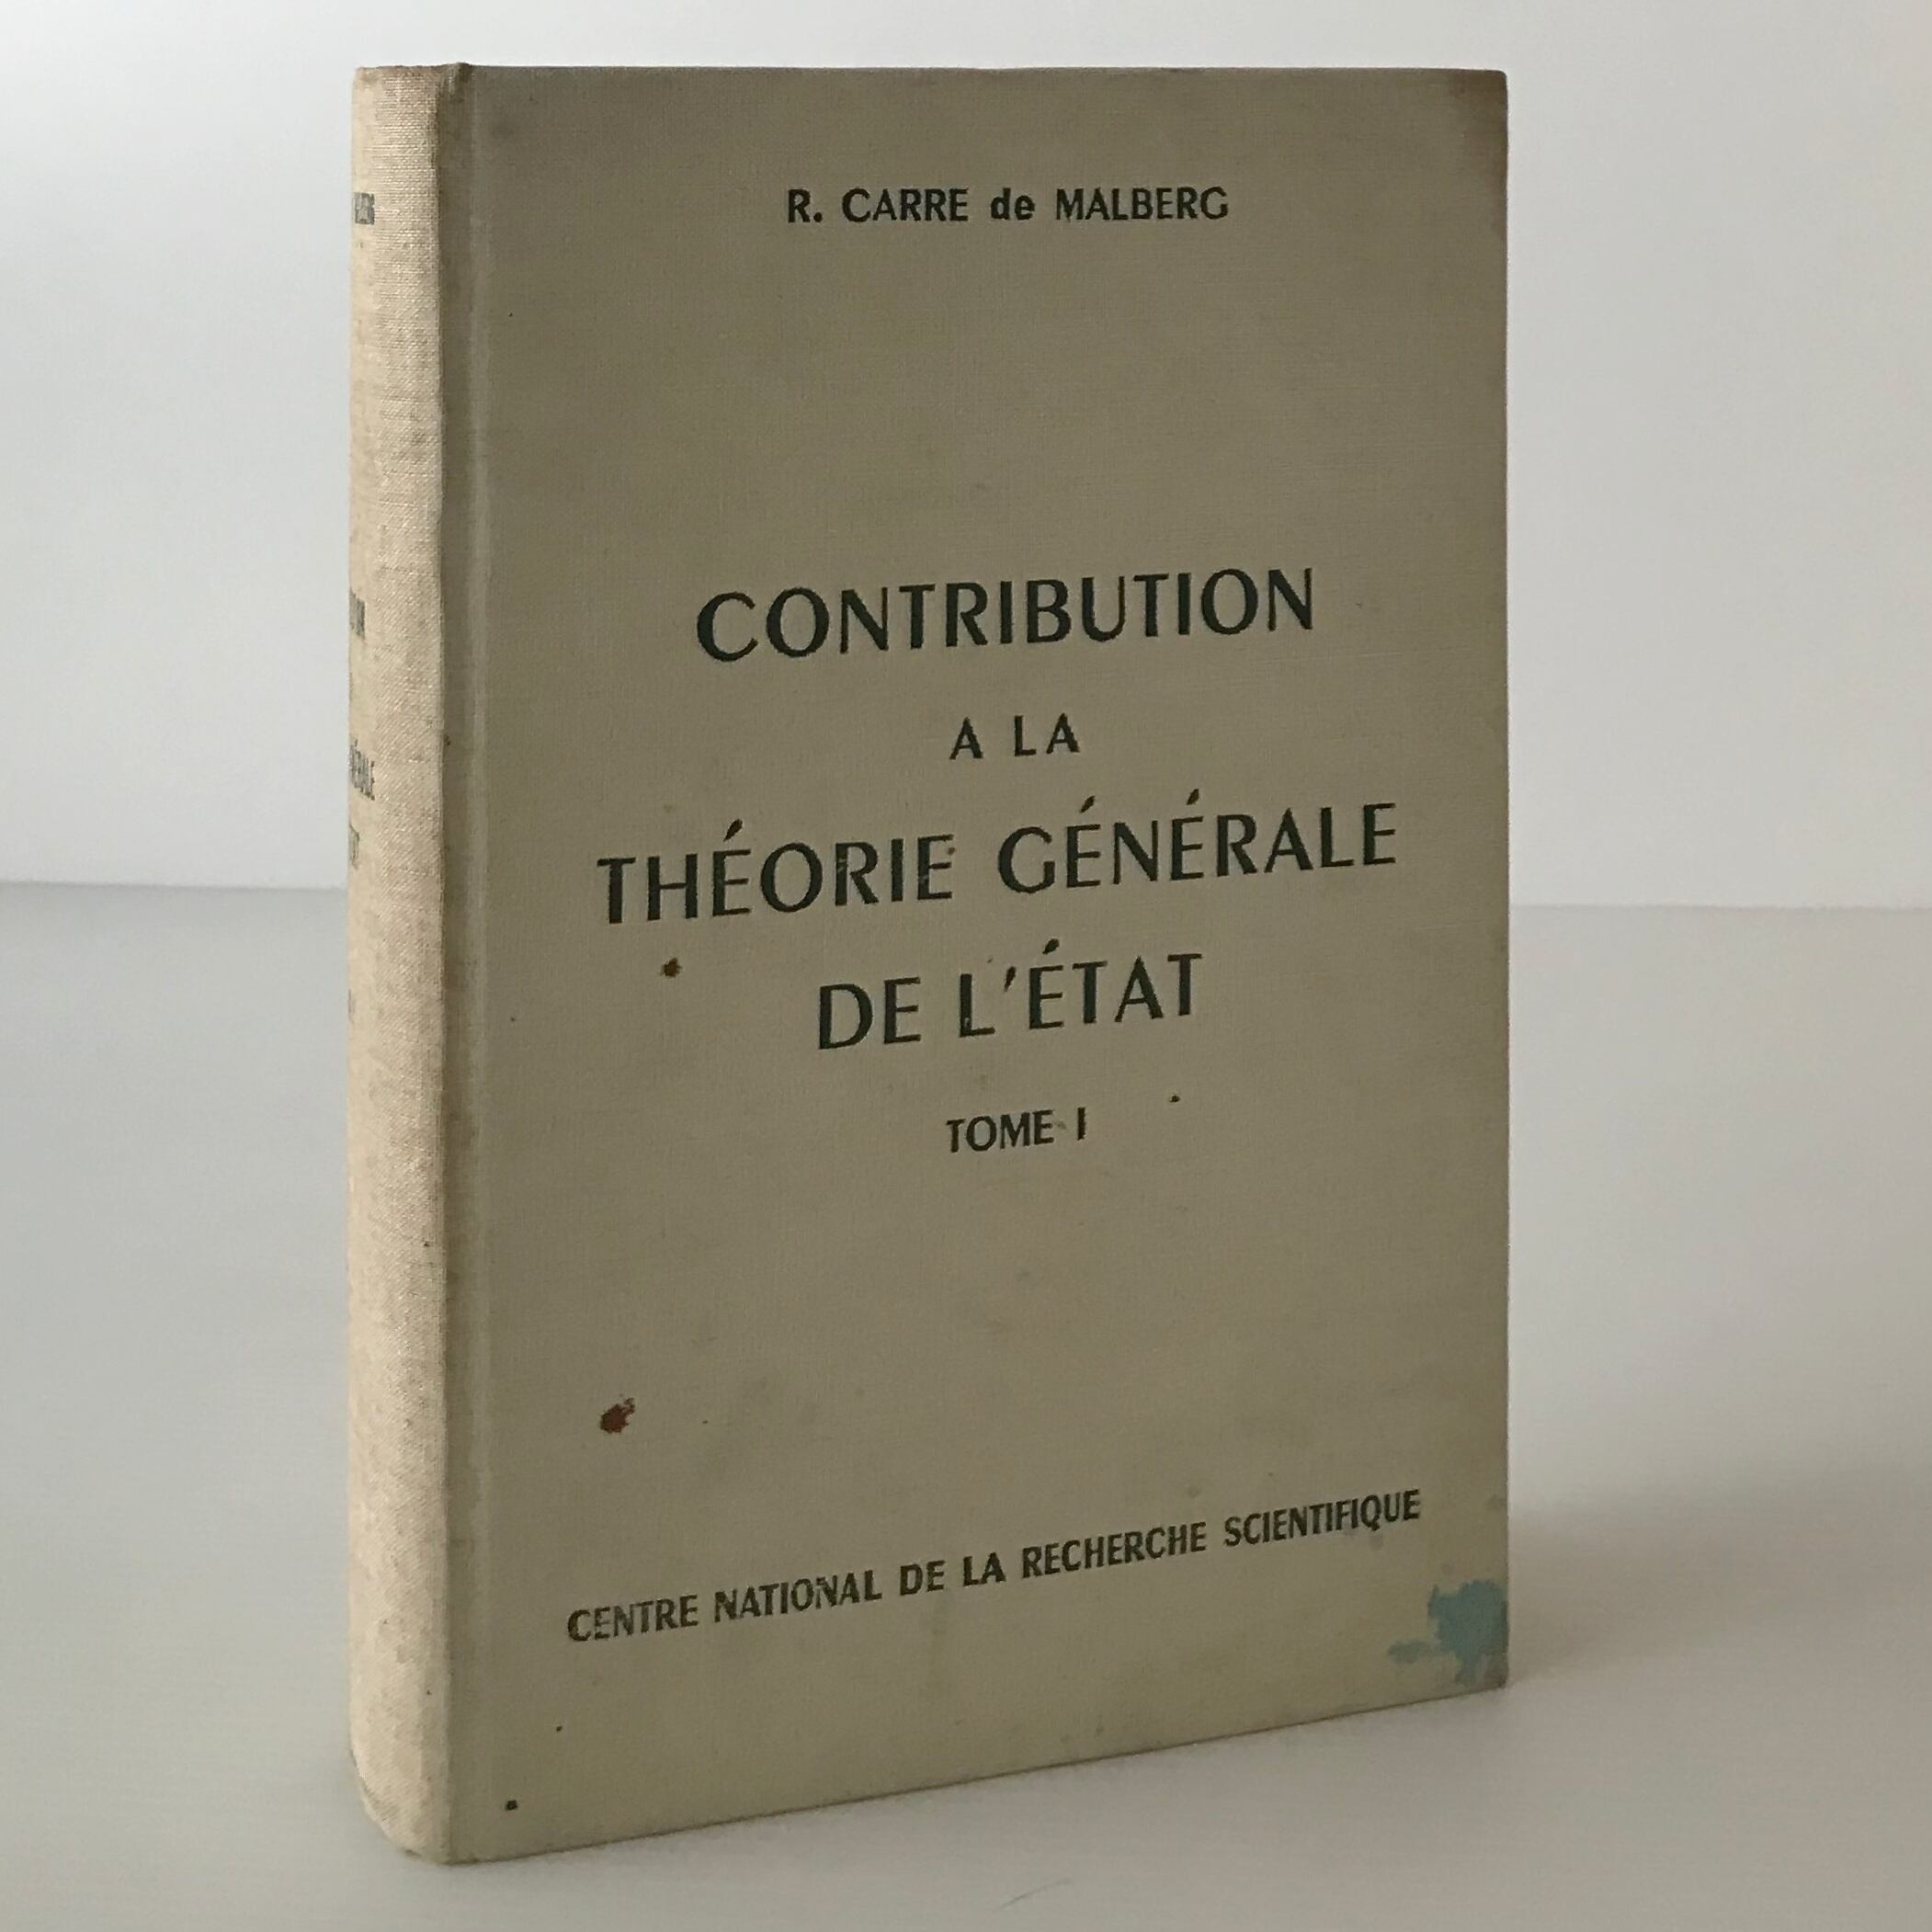 R. CARRE de MALBERG
CONTRIBUTION
A LA
THÉORIE GÉNÉRALE
DE L'ÉTAT
TOME I
CENTRE NATIONAL DE LA RECHERCHE SCIENTIFIQUE